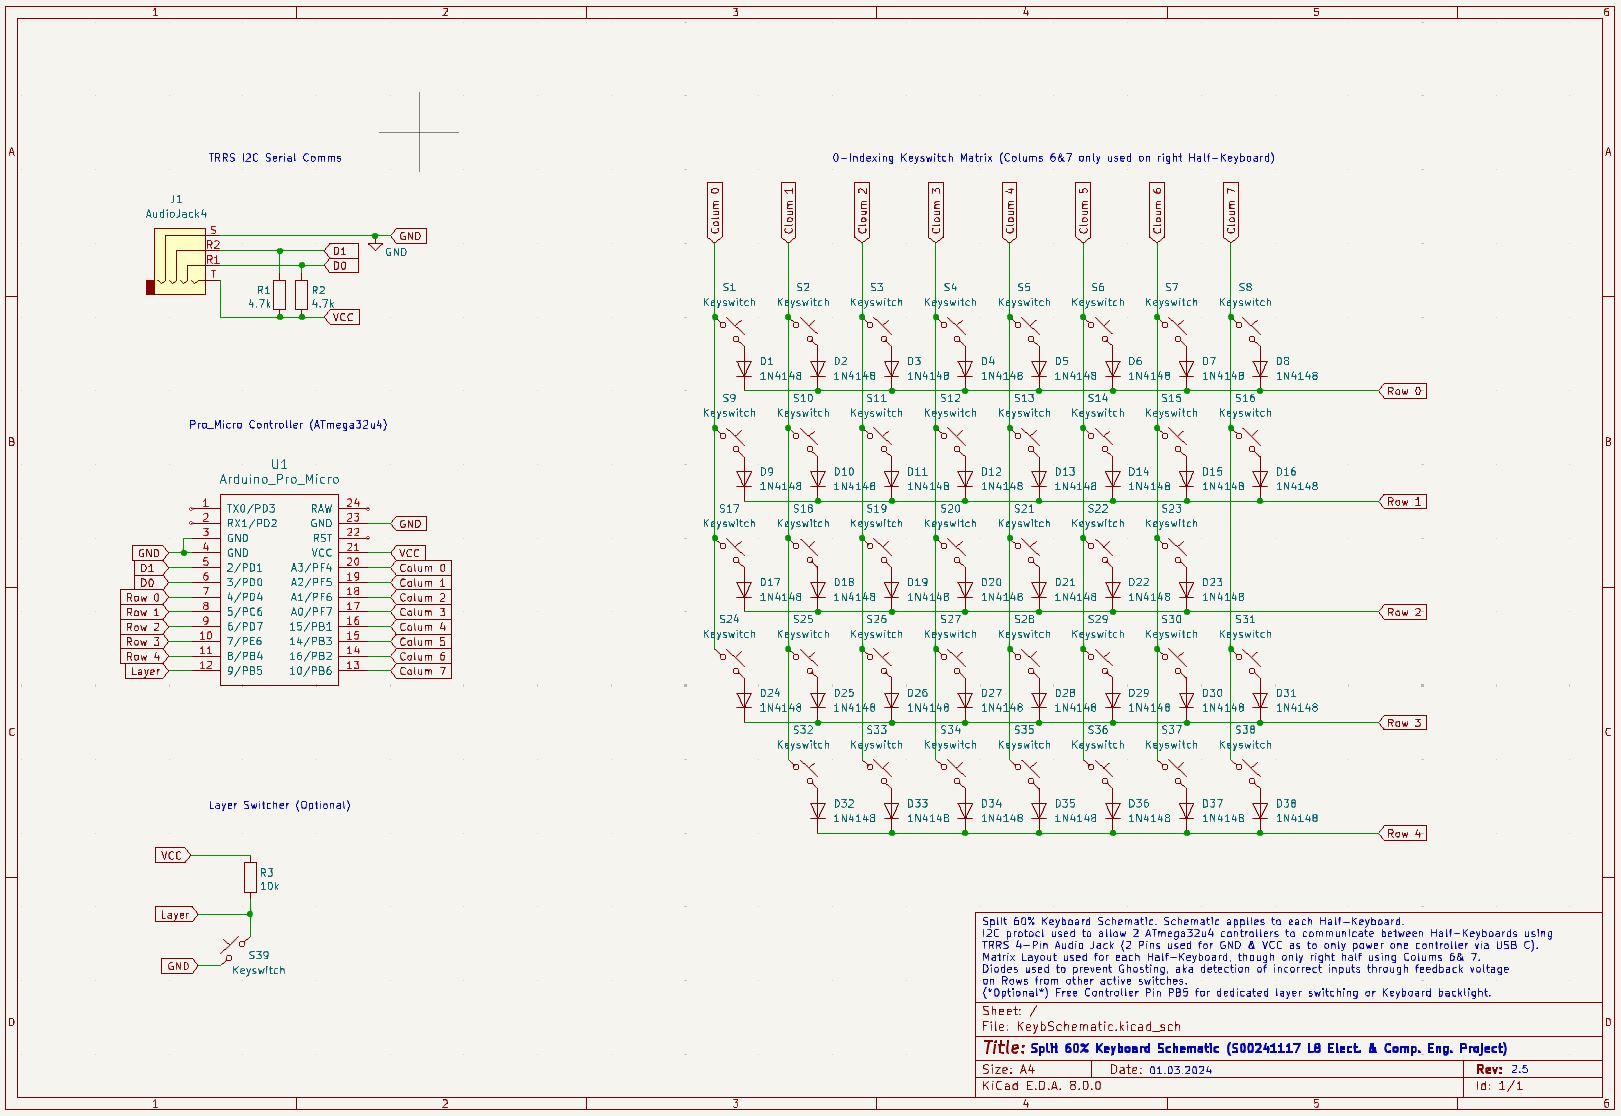 1 2 3 4 5 6
A
B
C
D
TRRS I2C Serial Comms
J1
AudioJack4
S
R2
R1
T
GND
GND
D1
D0
R1
4.7k
R2
4.7k
VCC
Pro_Micro Controller (ATmega32u4)
U1
Arduino_Pro_Micro
1 TX0/PD3 RAW 24
2 RX1/PD2 GND 23 GND
3 GND RST 22
GND 4 GND VCC 21 VCC
D1 5 2/PD1 A3/PF4 20 Colum 0
D0 6 3/PD0 A2/PF5 19 Colum 1
Row 0 7 4/PD4 A1/PF6 18 Colum 2
Row 1 8 5/PC6 A0/PF7 17 Colum 3
Row 2 9 6/PD7 15/PB1 16 Colum 4
Row 3 10 7/PE6 14/PB3 15 Colum 5
Row 4 11 8/PB4 16/PB2 14 Colum 6
Layer 12 9/PB5 10/PB6 13 Colum 7
Layer Switcher (Optional)
VCC
R3
10k
Layer
S39
Keyswitch
GND
0-Indexing Keyswitch Matrix (Colums 6&7 only used on right Half-Keyboard)
Colum 0 Cloum 1 Cloum 2 Cloum 3 Cloum 4 Cloum 5 Cloum 6 Cloum 7
S1 S2 S3 S4 S5 S6 S7 S8
Keyswitch Keyswitch Keyswitch Keyswitch Keyswitch Keyswitch Keyswitch Keyswitch
D1 D2 D3 D4 D5 D6 D7 D8
1N4148 1N4148 1N4148 1N4148 1N4148 1N4148 1N4148 1N4148
Row 0
S9 S10 S11 S12 S13 S14 S15 S16
Keyswitch Keyswitch Keyswitch Keyswitch Keyswitch Keyswitch Keyswitch Keyswitch
D9 D10 D11 D12 D13 D14 D15 D16
1N4148 1N4148 1N4148 1N4148 1N4148 1N4148 1N4148 1N4148
Row 1
S17 S18 S19 S20 S21 S22 S23
Keyswitch Keyswitch Keyswitch Keyswitch Keyswitch Keyswitch Keyswitch
D17 D18 D19 D20 D21 D22 D23
1N4148 1N4148 1N4148 1N4148 1N4148 1N4148 1N4148
Row 2
S24 S25 S26 S27 S28 S29 S30 S31
Keyswitch Keyswitch Keyswitch Keyswitch Keyswitch Keyswitch Keyswitch Keyswitch
D24 D25 D26 D27 D28 D29 D30 D31
1N4148 1N4148 1N4148 1N4148 1N4148 1N4148 1N4148 1N4148
Row 3
S32 S33 S34 S35 S36 S37 S38
Keyswitch Keyswitch Keyswitch Keyswitch Keyswitch Keyswitch Keyswitch
D32 D33 D34 D35 D36 D37 D38
1N4148 1N4148 1N4148 1N4148 1N4148 1N4148 1N4148
Row 4
Split 60% Keyboard Schematic. Schematic applies to each Half-Keyboard.
I2C protocl used to allow 2 ATmega32u4 controllers to communicate between Half-Keyboards using
TRRS 4-Pin Audio Jack (2 Pins used for GND & VCC as to only power one controller via USB C).
Matrix Layout used for each Half-Keyboard, though only right half using Colums 6& 7.
Diodes used to prevent Ghosting, aka detection of incorrect inputs through feedback voltage
on Rows from other active switches.
(*Optional*) Free Controller Pin PB5 for dedicated layer switching or Keyboard backlight.
Sheet: /
File: KeybSchematic.kicad_sch
Title: Split 60% Keyboard Schematic (S00241117 L8 Elect. & Comp. Eng. Project)
Size: A4 Date: 01.03.2024 Rev: 2.5
KiCad E.D.A. 8.0.0 Id: 1/1
A
B
C
D
1 2 3 4 5 6